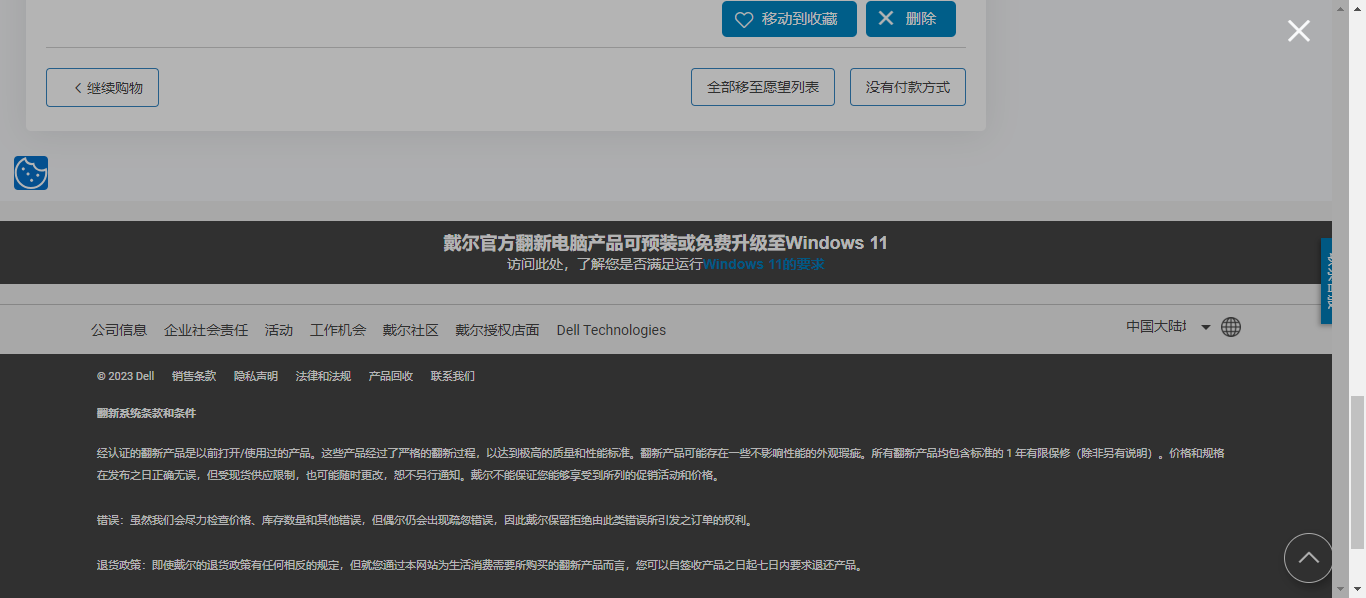 移动到收藏
删除
继续购物
全部移至愿望列表
没有付款方式
戴尔官方翻新电脑产品可预装或免费升级至Windows 11
访问此处，了解您是否满足运行Windows 11的要求
公司信息 企业社会责任 活动 工作机会 戴尔社区 戴尔授权店面 Dell Technologies
中国大陆
© 2023 Dell 销售条款 隐私声明 法律和法规 产品回收 联系我们
翻新系统条款和条件
经认证的翻新产品是以前打开/使用过的产品。这些产品经过了严格的翻新过程，以达到极高的质量和性能标准。翻新产品可能存在一些不影响性能的外观瑕疵。所有翻新产品均包含标准的 1 年有限保修（除非另有说明）。价格和规格
在发布之日正确无误，但受现货供应限制，也可能随时更改，恕不另行通知。戴尔不能保证您能够享受到所列的促销活动和价格。
错误：虽然我们会尽力检查价格、库存数量和其他错误，但偶尔仍会出现疏忽错误，因此戴尔保留拒绝由此类错误所引发之订单的权利。
退货政策：即使戴尔的退货政策有任何相反的规定，但就您通过本网站为生活消费需要所购买的翻新产品而言，您可以自签收产品之日起七日内要求退还产品。